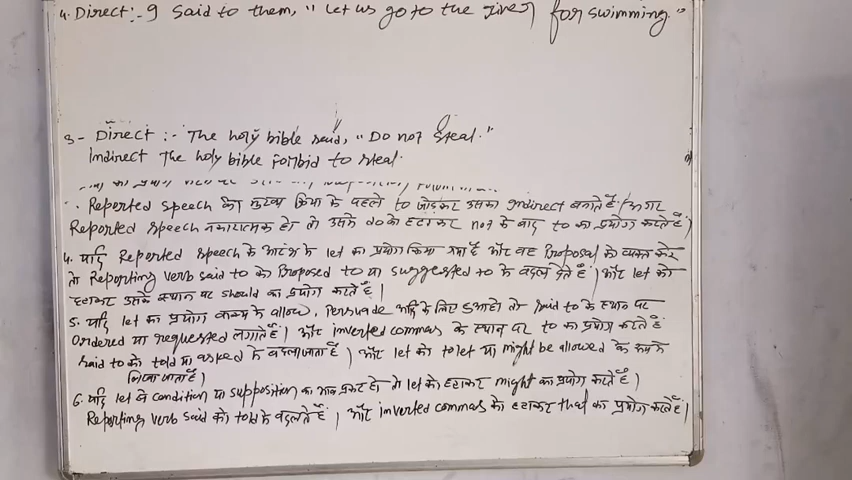 4. Direct:- I said to them, "Let us go to the river for swimming."
3- Direct :- The holy bible said, "Do not steal."
Indirect The holy bible forbid to steal.
Reported speech की मुख्य क्रिया के पहले to जोड़कर उसका Indirect बनाते हैं। अगर
Reported speech नकारात्मक हो तो उसके do को हटाकर not के बाद to का प्रयोग करते हैं।
4. यदि Reported speech के आरंभ में let का प्रयोग किया गया है और वह Proposal को व्यक्त करे
तो Reporting verb said to को Proposed to या suggested to में बदल देते हैं। और let को
हटाकर उसके स्थान पर should का प्रयोग करते हैं।
5. यदि let का प्रयोग वाक्य में allow, Persuade आदि के लिए हुआ हो तो said to के स्थान पर
ordered या requested लगाते हैं। और inverted commas के स्थान पर to का प्रयोग करते हैं
said to को told या asked में बदला जाता है। और let को to let या might be allowed के रूप में
लिखा जाता है।
6. यदि let से condition या supposition का भाव प्रकट हो तो let को हटाकर might का प्रयोग करते हैं।
Reporting verb said को told में बदलते हैं। और inverted commas को हटाकर that का प्रयोग करते हैं।